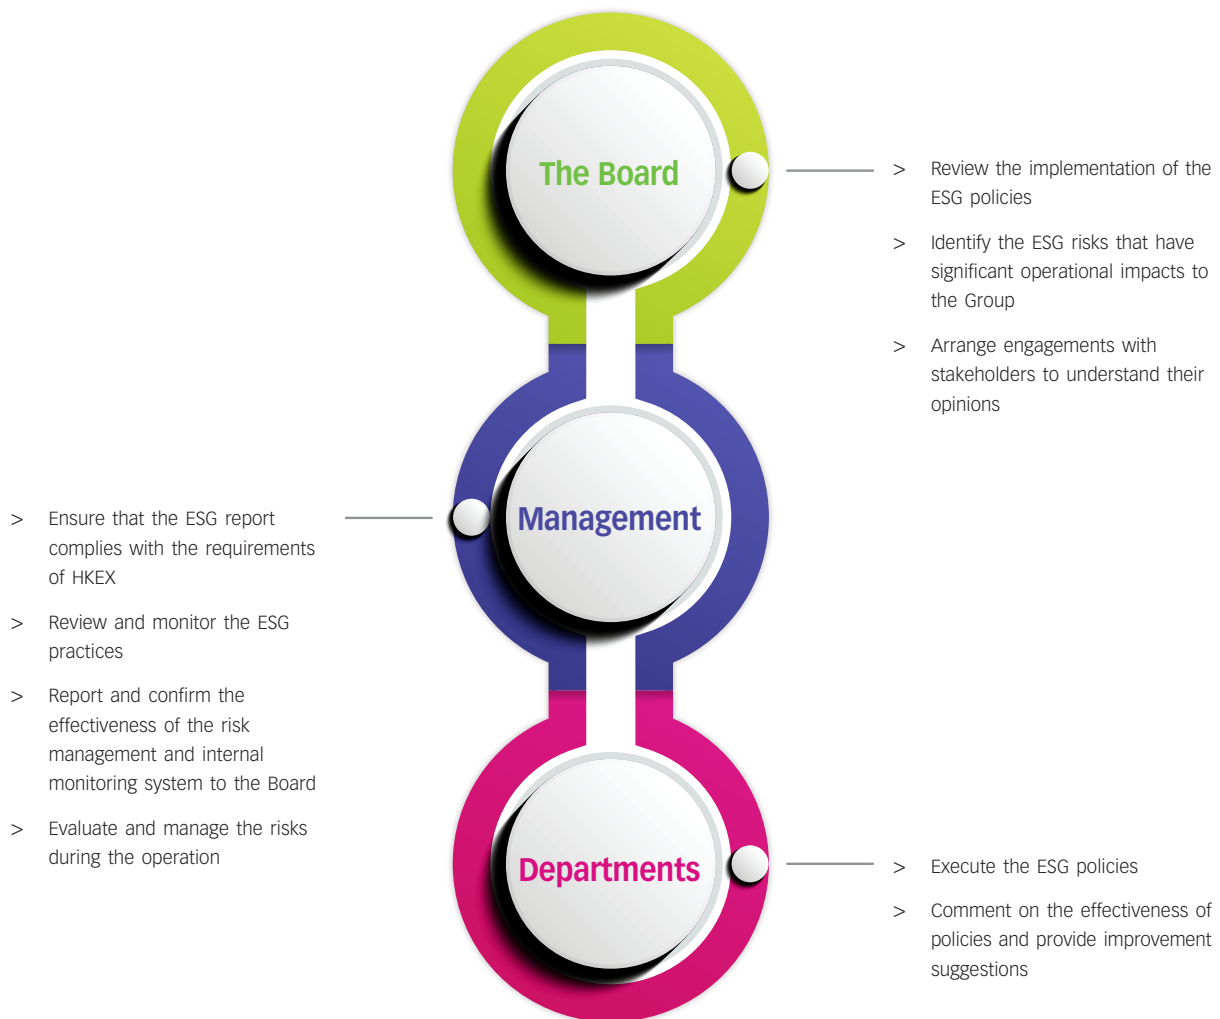 The Board
> Review the implementation of the
ESG policies
> Identify the ESG risks that have
significant operational impacts to
the Group
> Arrange engagements with
stakeholders to understand their
opinions
Management
> Ensure that the ESG report
complies with the requirements
of HKEX
> Review and monitor the ESG
practices
> Report and confirm the
effectiveness of the risk
management and internal
monitoring system to the Board
> Evaluate and manage the risks
during the operation
Departments
> Execute the ESG policies
> Comment on the effectiveness of
policies and provide improvement
suggestions